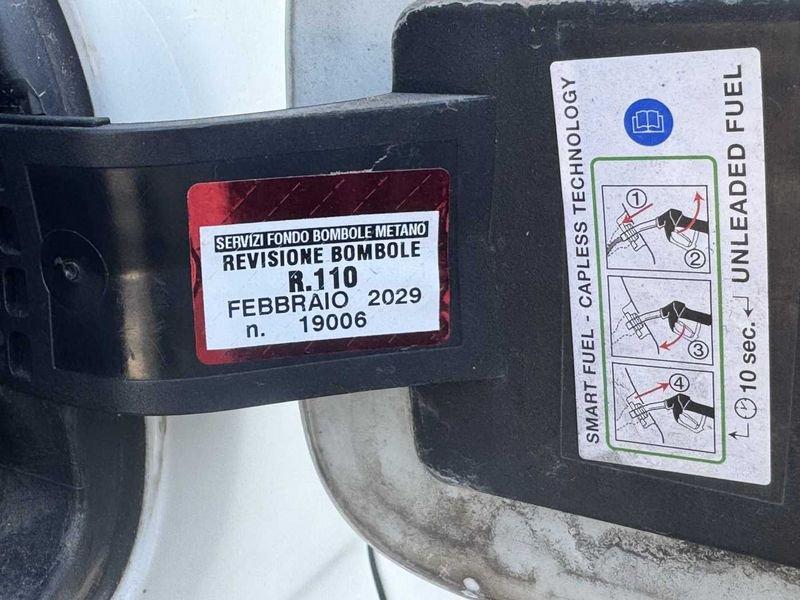 SERVIZI FONDO BOMBOLE METANO
REVISIONE BOMBOLE
R.110
FEBBRAIO 2029
n. 19006
SMART FUEL - CAPLESS TECHNOLOGY
1
2
3
4
10 sec.
UNLEADED FUEL